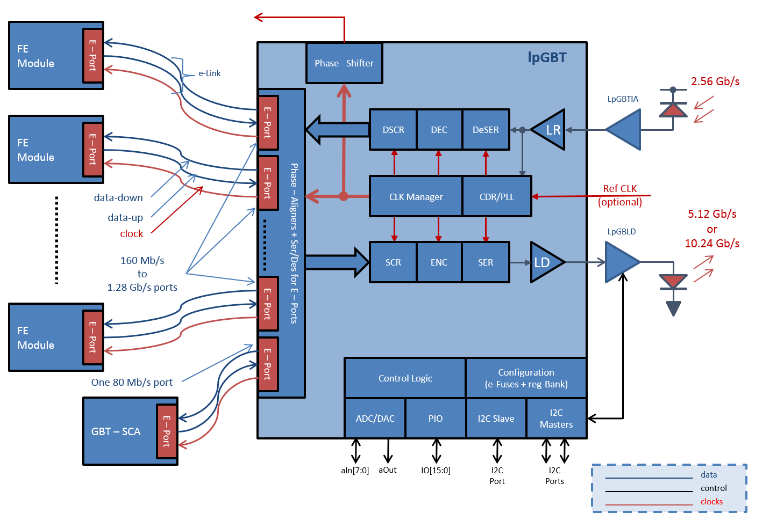 FE
Module
E – Port
e-Link
Phase – Shifter
lpGBT
E – Port
DSCR
DEC
DeSER
LR
LpGBTIA
2.56 Gb/s
FE
Module
E – Port
E – Port
data-down
data-up
clock
Phase – Aligners + Ser/Des for E – Ports
CLK Manager
CDR/PLL
Ref CLK
(optional)
5.12 Gb/s
or
10.24 Gb/s
160 Mb/s
to
1.28 Gb/s ports
SCR
ENC
SER
LD
LpGBLD
FE
Module
E – Port
E – Port
E – Port
One 80 Mb/s port
Control Logic
Configuration
(e-Fuses + reg-Bank)
GBT – SCA
E – Port
ADC/DAC
PIO
I2C Slave
I2C
Masters
aIn[7:0]
aOut
IO[15:0]
I2C
Port
I2C
Ports
data
control
clocks